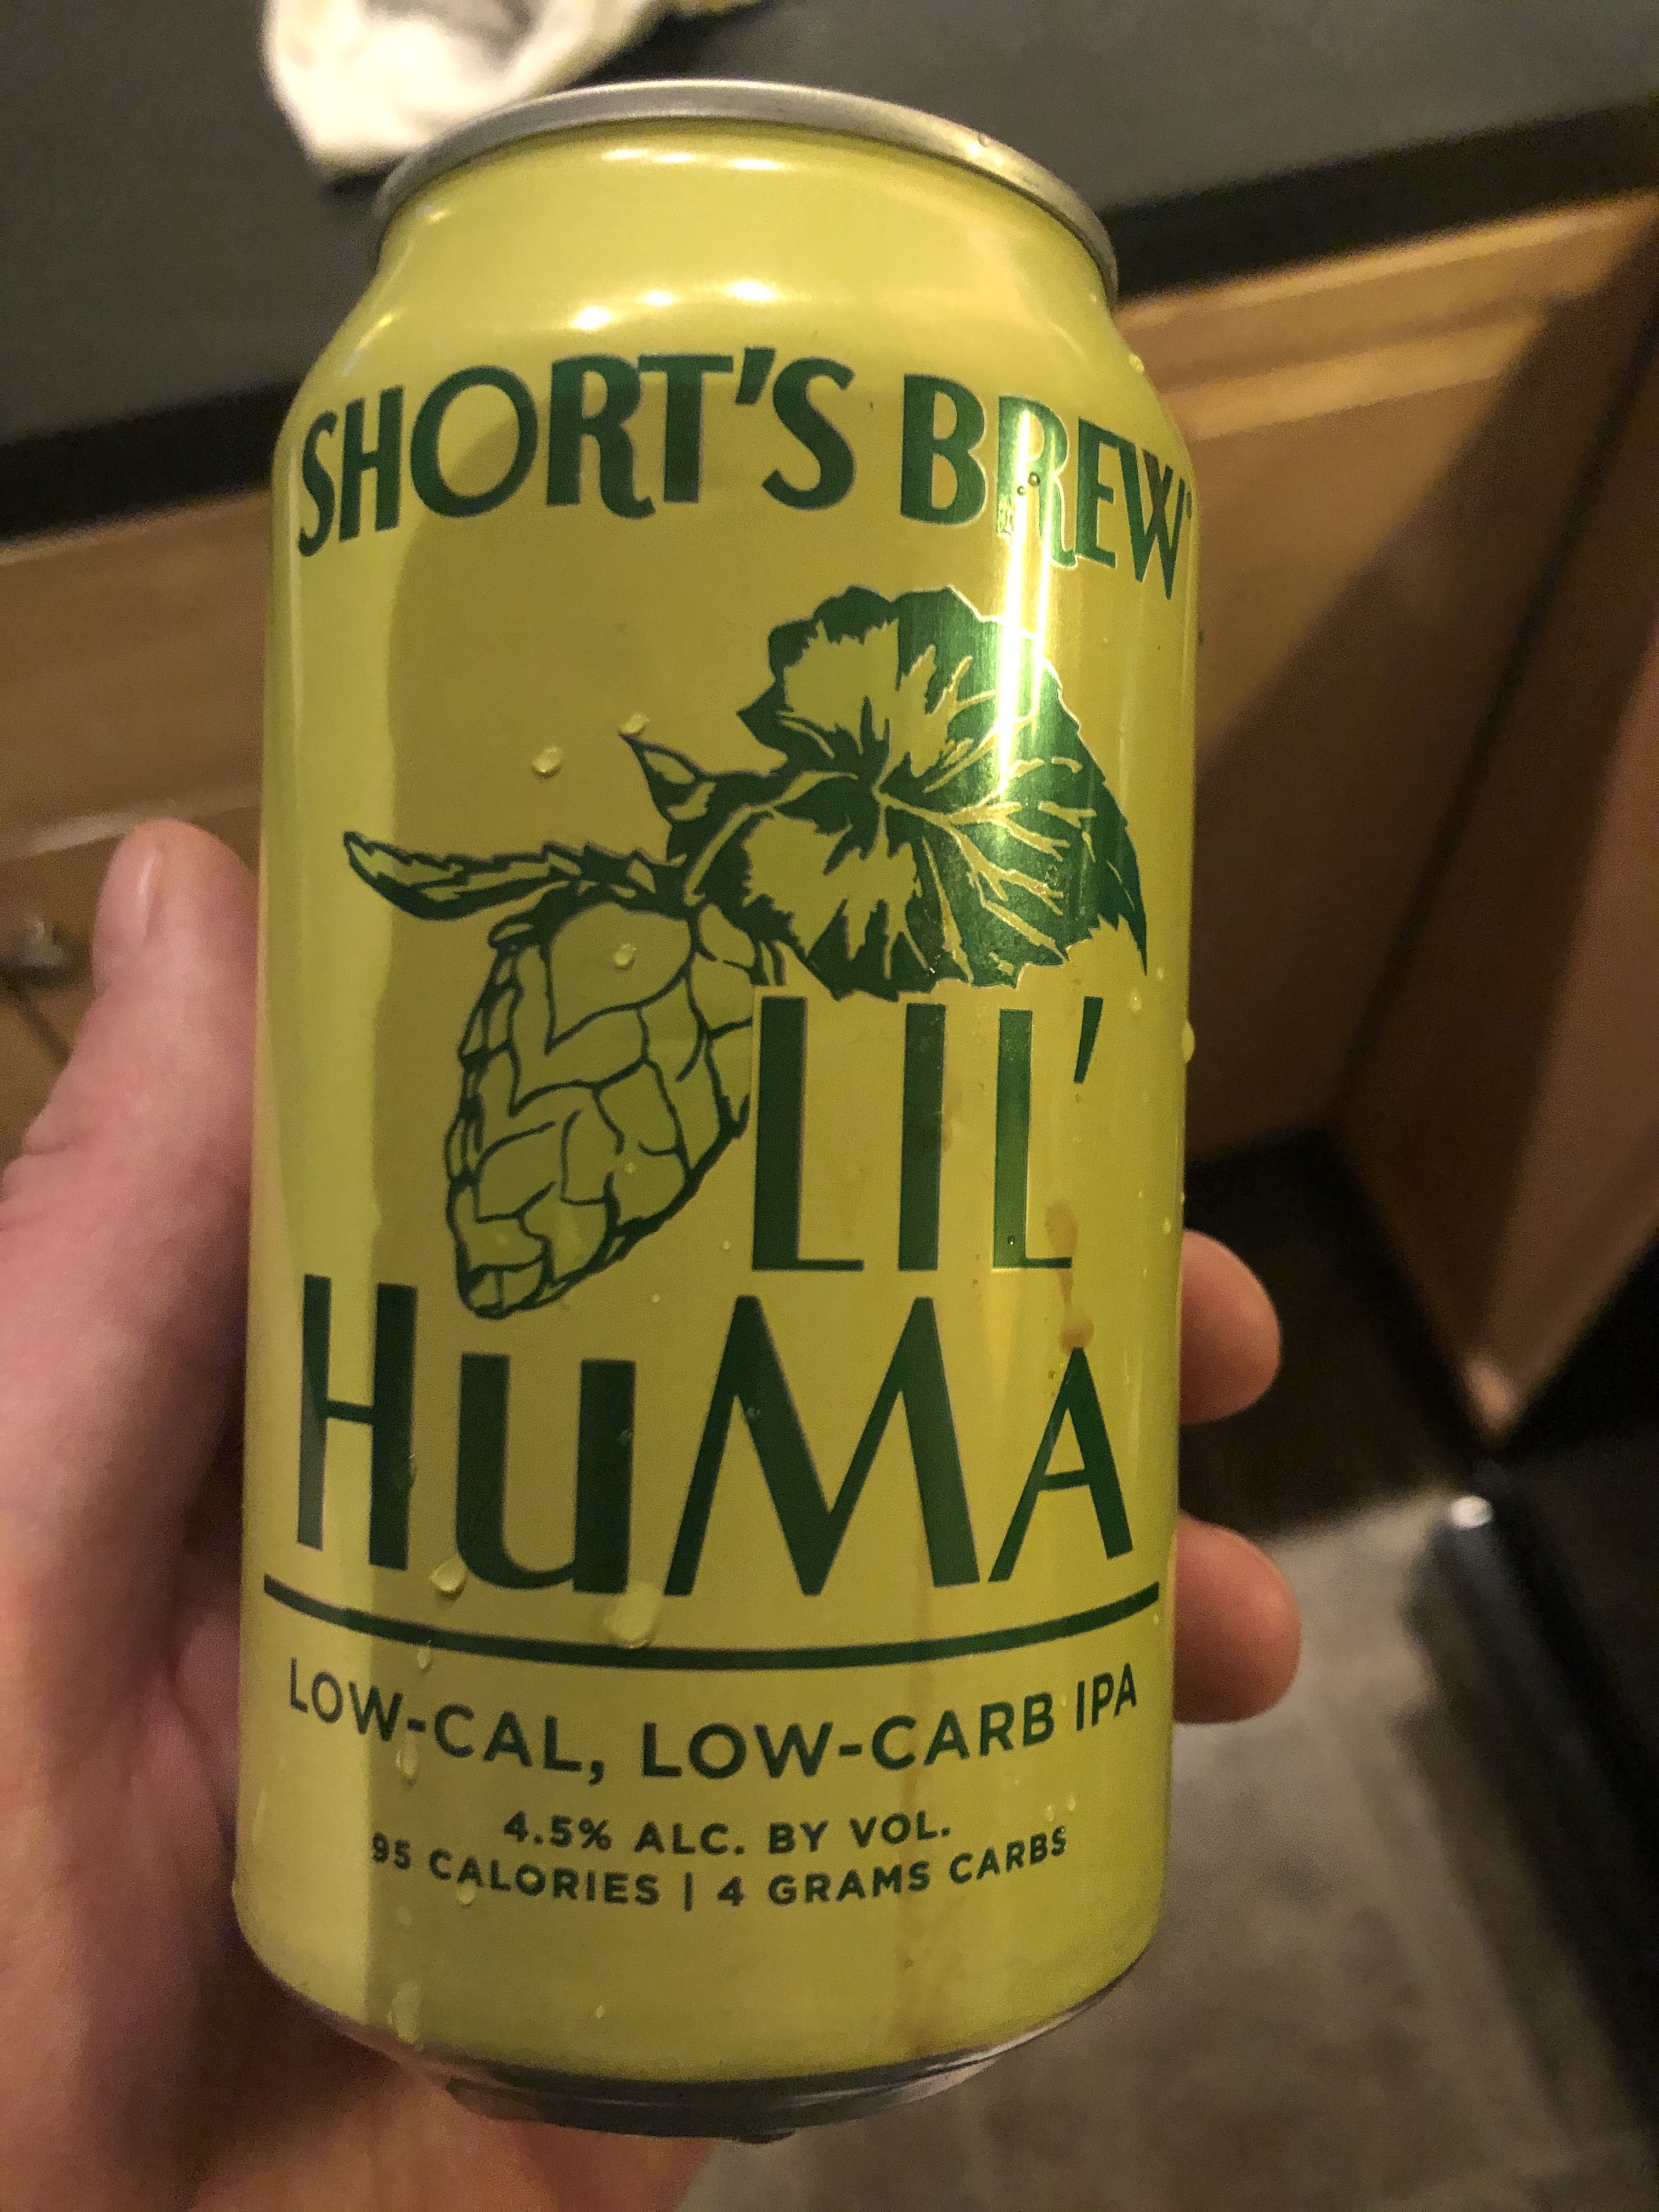 SHORT'S BREW
LIL'
HuMA
LOW-CAL, LOW-CARB IPA
4.5% ALC. BY VOL.
95 CALORIES | 4 GRAMS CARBS